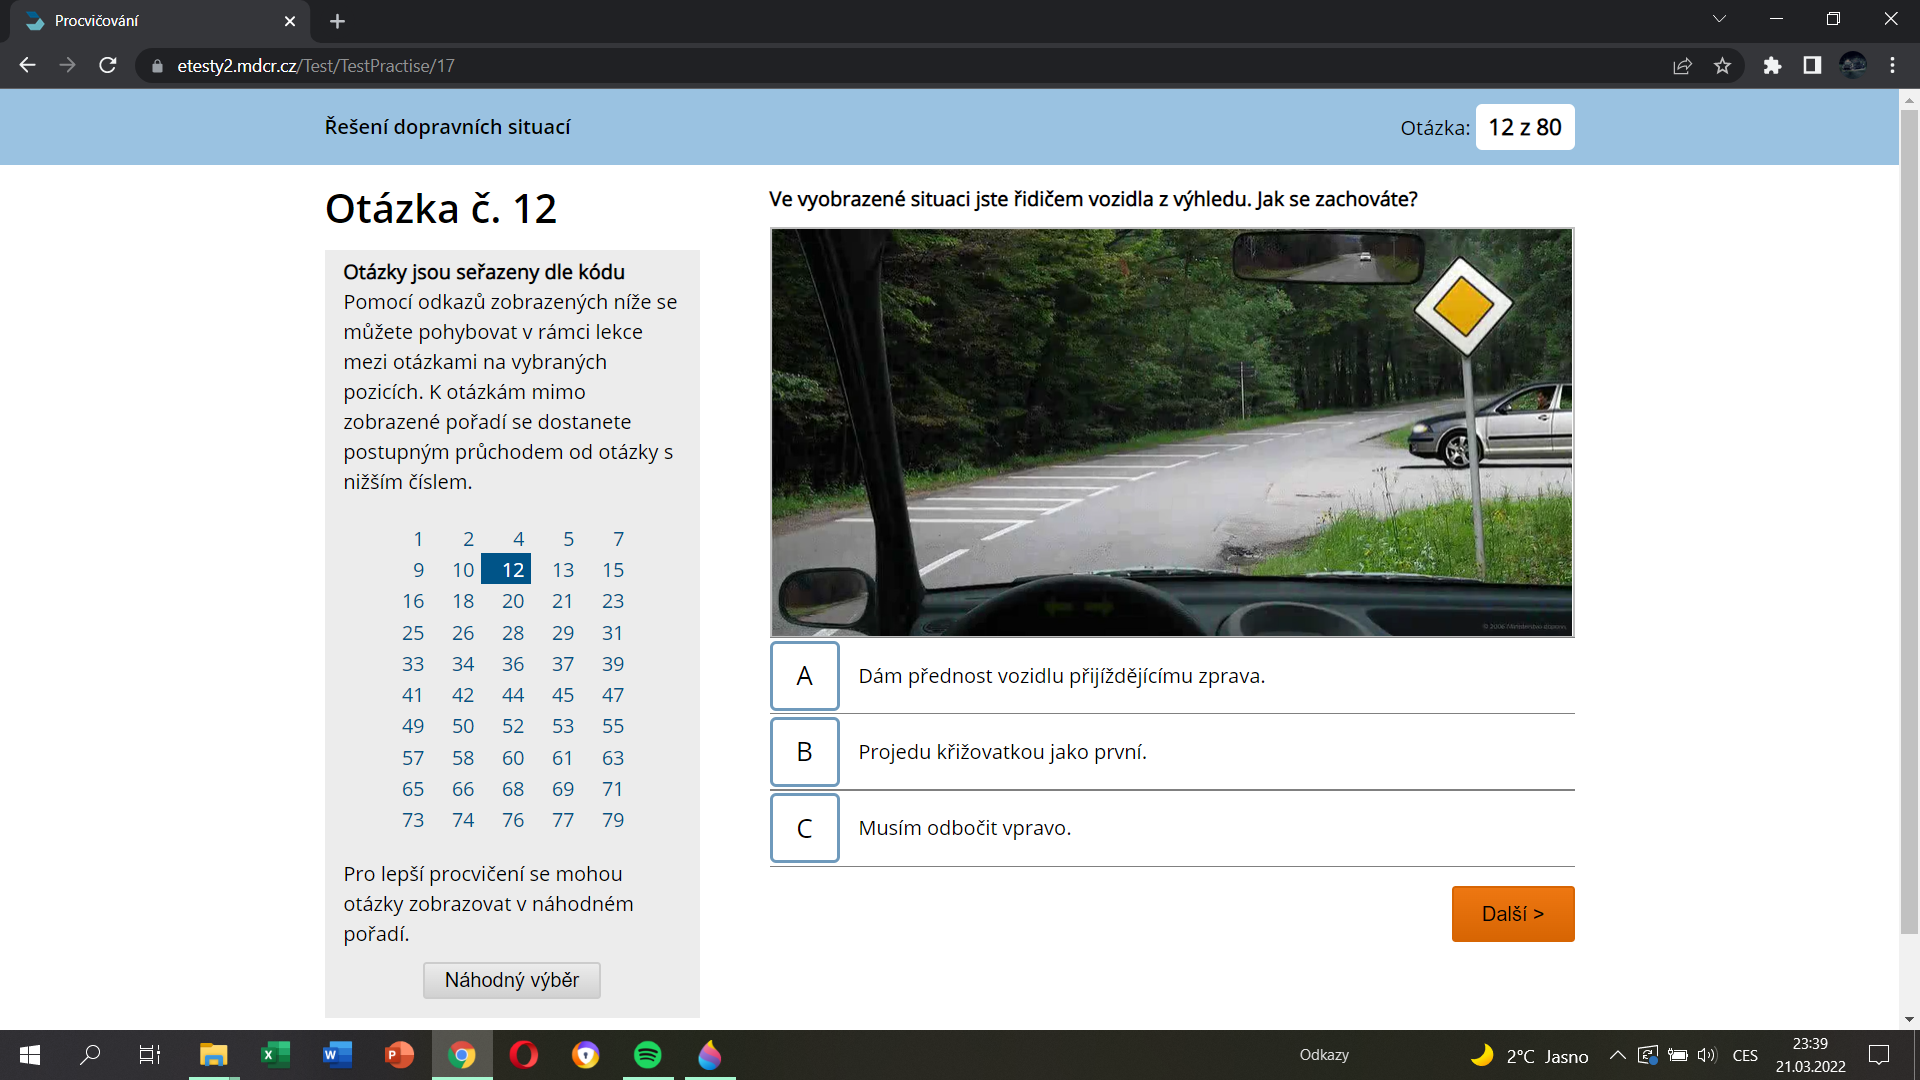 Procvičování
etesty2.mdcr.cz/Test/TestPractise/17
Řešení dopravních situací
Otázka: 12 z 80
Otázka č. 12
Otázky jsou seřazeny dle kódu
Pomocí odkazů zobrazených níže se
můžete pohybovat v rámci lekce
mezi otázkami na vybraných
pozicích. K otázkám mimo
zobrazené pořadí se dostanete
postupným průchodem od otázky s
nižším číslem.
1 2 4 5 7
9 10 12 13 15
16 18 20 21 23
25 26 28 29 31
33 34 36 37 39
41 42 44 45 47
49 50 52 53 55
57 58 60 61 63
65 66 68 69 71
73 74 76 77 79
Pro lepší procvičení se mohou
otázky zobrazovat v náhodném
pořadí.
Náhodný výběr
Ve vyobrazené situaci jste řidičem vozidla z výhledu. Jak se zachováte?
A Dám přednost vozidlu přijíždějícímu zprava.
B Projedu křižovatkou jako první.
C Musím odbočit vpravo.
Další >
Odkazy
2°C Jasno
CES
23:39
21.03.2022